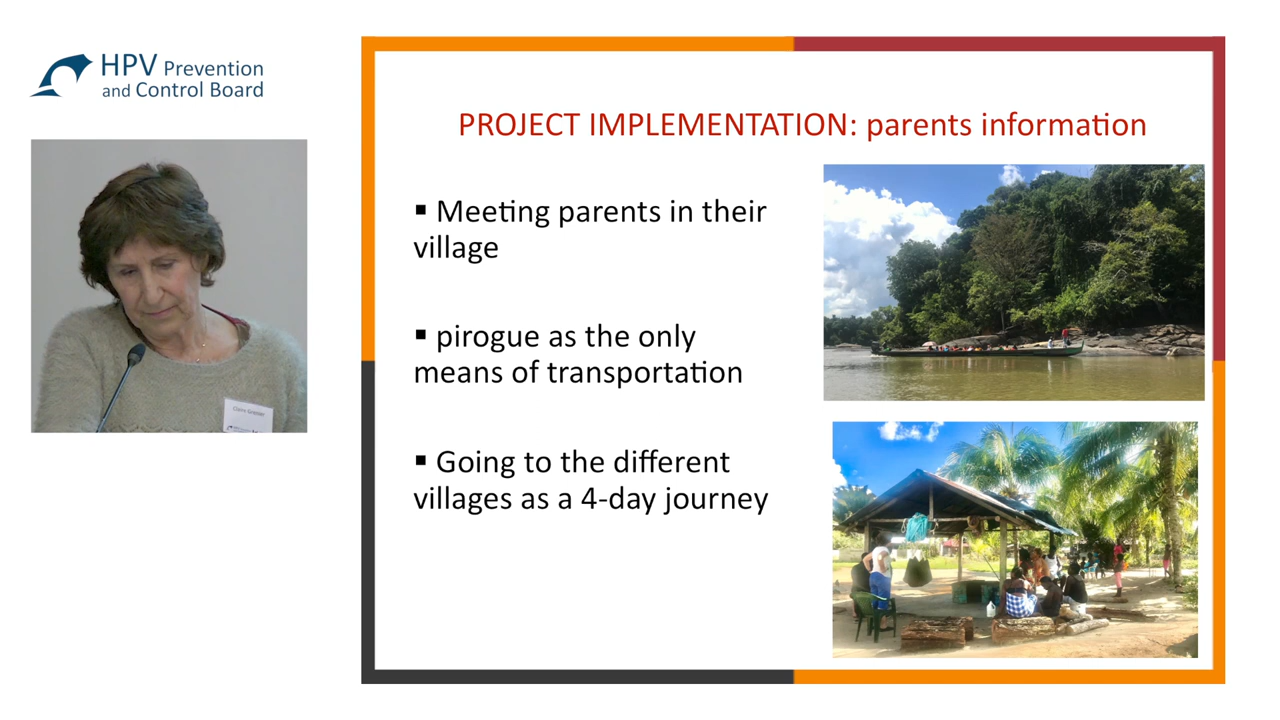 HPV Prevention
and Control Board
PROJECT IMPLEMENTATION: parents information
▪ Meeting parents in their
village
▪ pirogue as the only
means of transportation
▪ Going to the different
villages as a 4-day journey